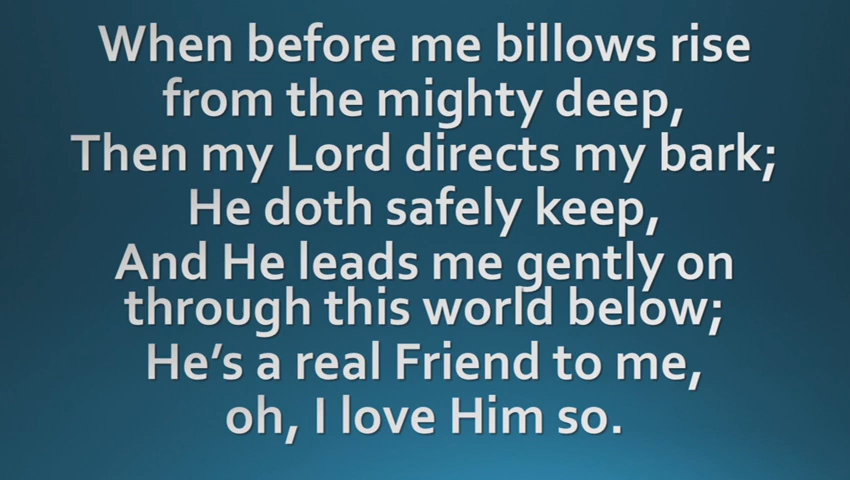 When before me billows rise
from the mighty deep,
Then my Lord directs my bark;
He doth safely keep,
And He leads me gently on
through this world below;
He's a real Friend to me,
oh, I love Him so.